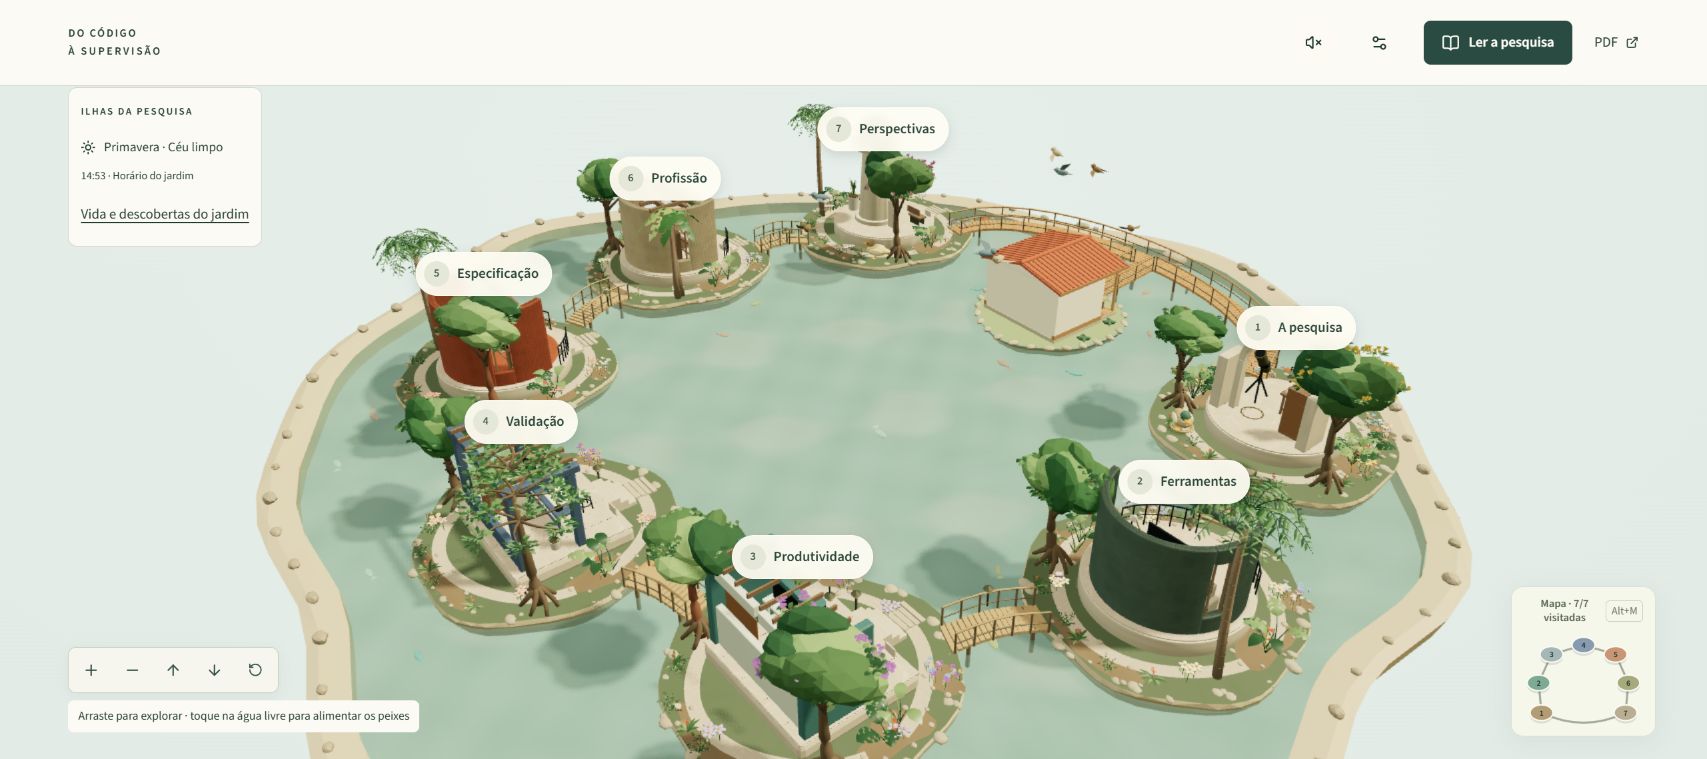 DO CÓDIGO
À SUPERVISÃO
Ler a pesquisa
PDF
ILHAS DA PESQUISA
Primavera · Céu limpo
14:53 · Horário do jardim
Vida e descobertas do jardim
7 Perspectivas
6 Profissão
5 Especificação
1 A pesquisa
4 Validação
2 Ferramentas
3 Produtividade
Mapa · 7/7
visitadas
Alt+M
4
3
5
2
6
1
7
Arraste para explorar · toque na água livre para alimentar os peixes